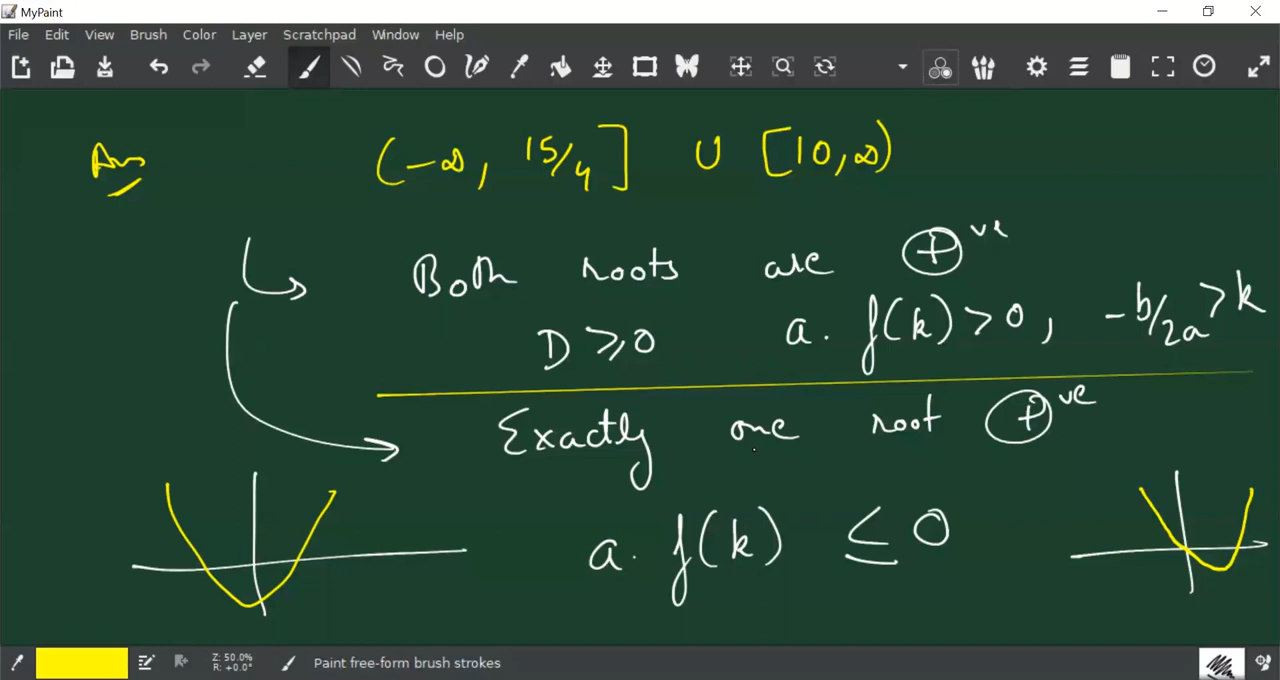 MyPaint
File Edit View Brush Color Layer Scratchpad Window Help
Ans (-∞, 15/4] ∪ [10, ∞)
Both roots are ⊕ve
D ≥ 0 a. f(k) > 0, -b/2a > k
Exactly one root ⊕ve
a. f(k) ≤ 0
Z: 50.0%
R: +0.0°
Paint free-form brush strokes